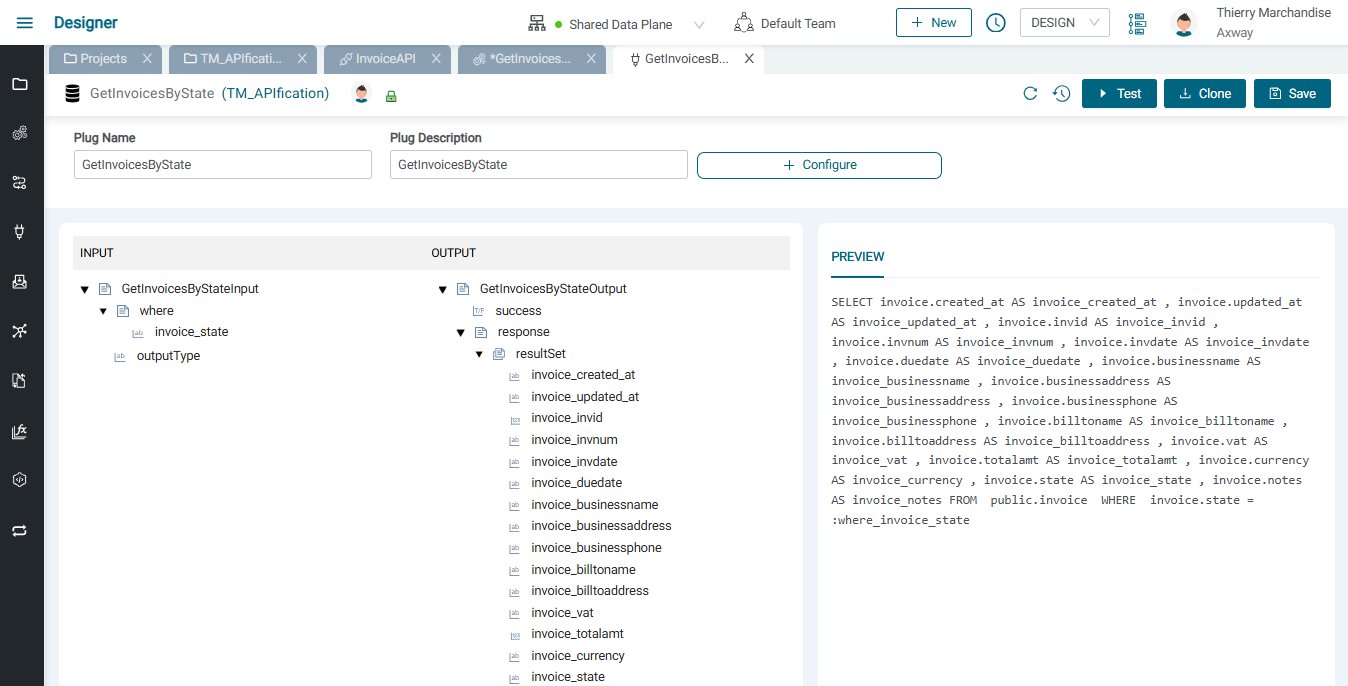 Designer
Shared Data Plane
Default Team
+ New
DESIGN
Thierry Marchandise
Axway
Projects
TM_APIficati...
InvoiceAPI
*GetInvoices...
GetInvoicesB...
GetInvoicesByState (TM_APIfication)
Test
Clone
Save
Plug Name
Plug Description
GetInvoicesByState
GetInvoicesByState
+ Configure
INPUT
GetInvoicesByStateInput
where
invoice_state
outputType
OUTPUT
GetInvoicesByStateOutput
success
response
resultSet
invoice_created_at
invoice_updated_at
invoice_invid
invoice_invnum
invoice_invdate
invoice_duedate
invoice_businessname
invoice_businessaddress
invoice_businessphone
invoice_billtoname
invoice_billtoaddress
invoice_vat
invoice_totalamt
invoice_currency
invoice_state
PREVIEW
SELECT invoice.created_at AS invoice_created_at , invoice.updated_at
AS invoice_updated_at , invoice.invid AS invoice_invid ,
invoice.invnum AS invoice_invnum , invoice.invdate AS invoice_invdate
, invoice.duedate AS invoice_duedate , invoice.businessname AS
invoice_businessname , invoice.businessaddress AS
invoice_businessaddress , invoice.businessphone AS
invoice_businessphone , invoice.billtoname AS invoice_billtoname ,
invoice.billtoaddress AS invoice_billtoaddress , invoice.vat AS
invoice_vat , invoice.totalamt AS invoice_totalamt , invoice.currency
AS invoice_currency , invoice.state AS invoice_state , invoice.notes
AS invoice_notes FROM  public.invoice  WHERE  invoice.state =
:where_invoice_state